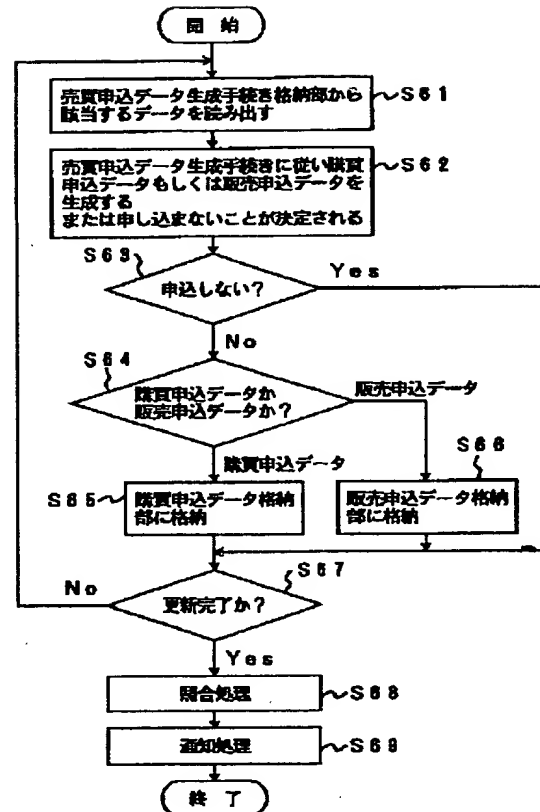 開 始
売買申込データ生成手続き格納部から
該当するデータを読み出す
S61
売買申込データ生成手続きに従い購買
申込データもしくは販売申込データを
生成する
または申し込まないことが決定される
S62
S63
申込しない?
Yes
No
S64
購買申込データか
販売申込データか?
販売申込データ
購買申込データ
S65
購買申込データ格納
部に格納
S66
販売申込データ格納
部に格納
S67
更新完了か?
No
Yes
照合処理
S68
通知処理
S69
終 了